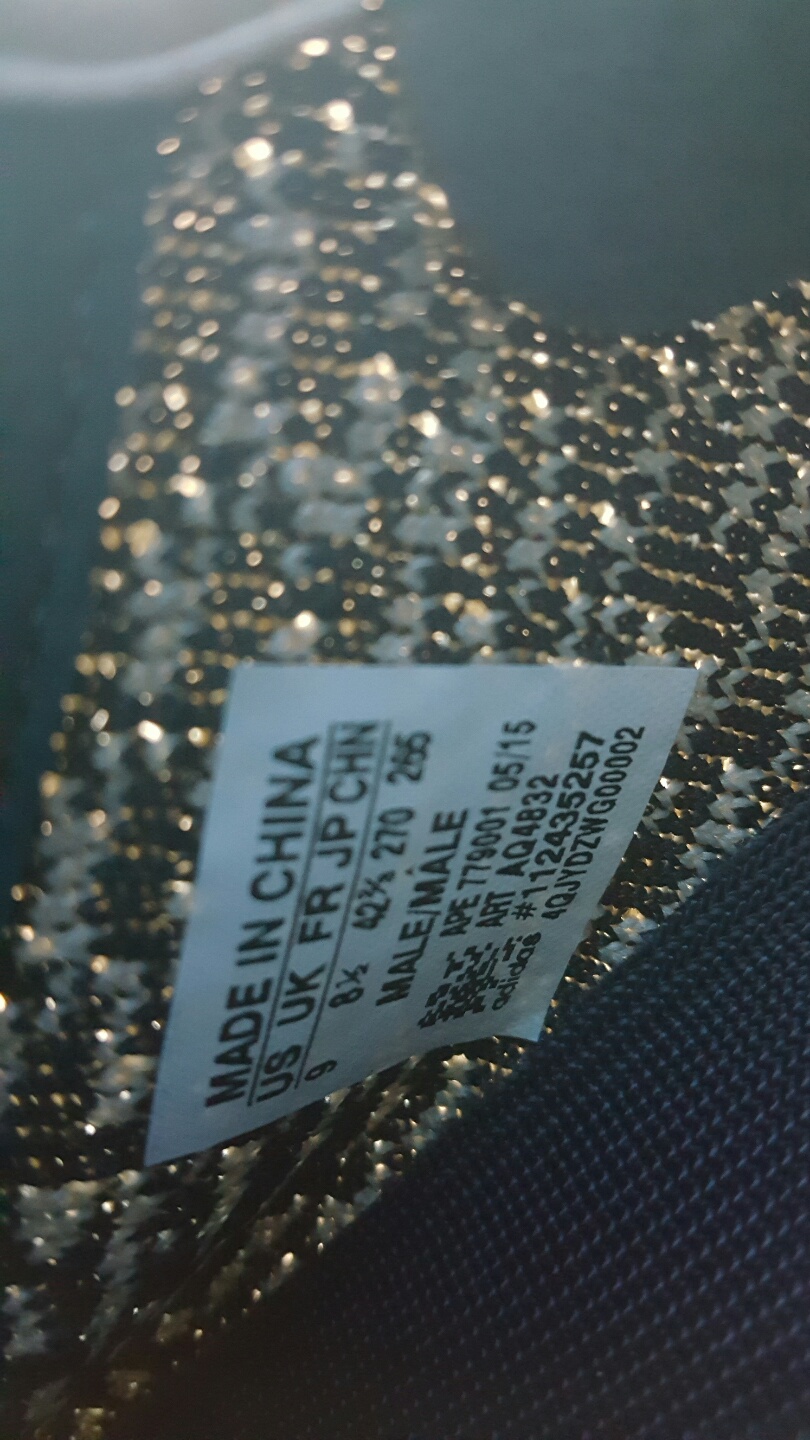 MADE IN CHINA
US UK FR JP CHN
9 8½ 42⅔ 270 265
MALE/MALE
APE 779001 05/15
ART AQ4832
#112435257
adidas 4QJYDZWG00002